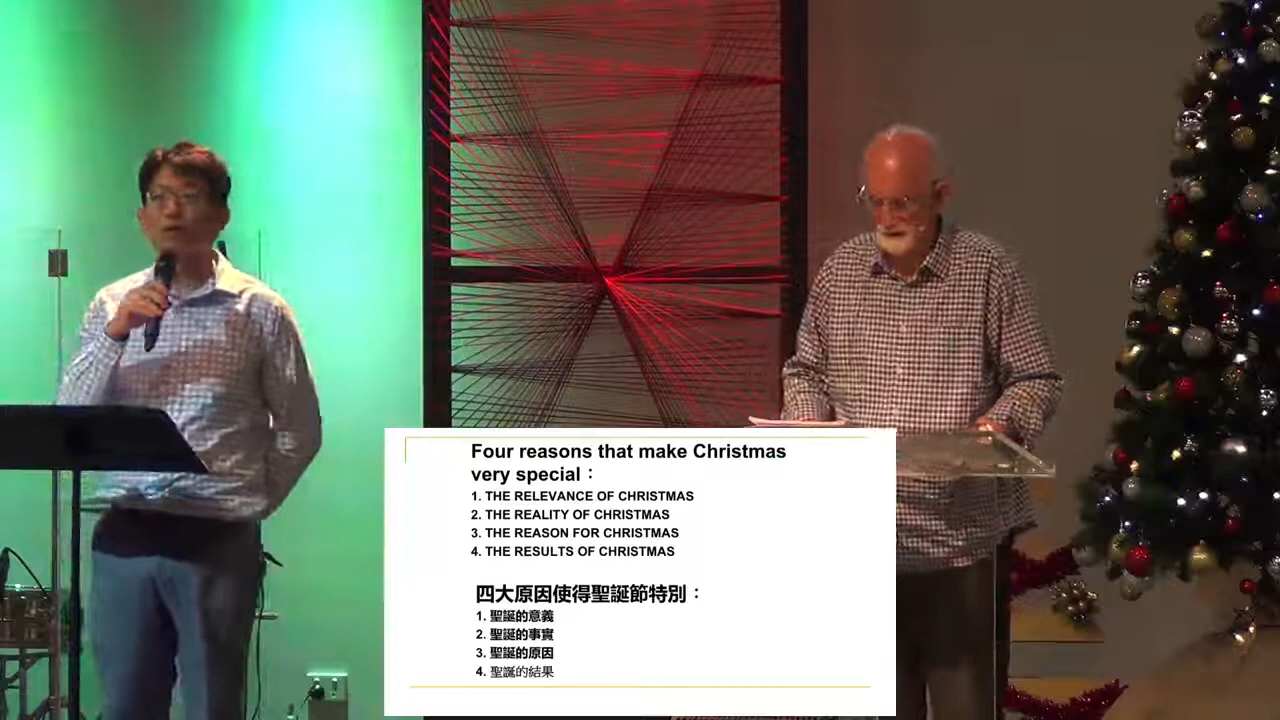 Four reasons that make Christmas
very special：
1. THE RELEVANCE OF CHRISTMAS
2. THE REALITY OF CHRISTMAS
3. THE REASON FOR CHRISTMAS
4. THE RESULTS OF CHRISTMAS
四大原因使得聖誕節特別：
1. 聖誕的意義
2. 聖誕的事實
3. 聖誕的原因
4. 聖誕的結果